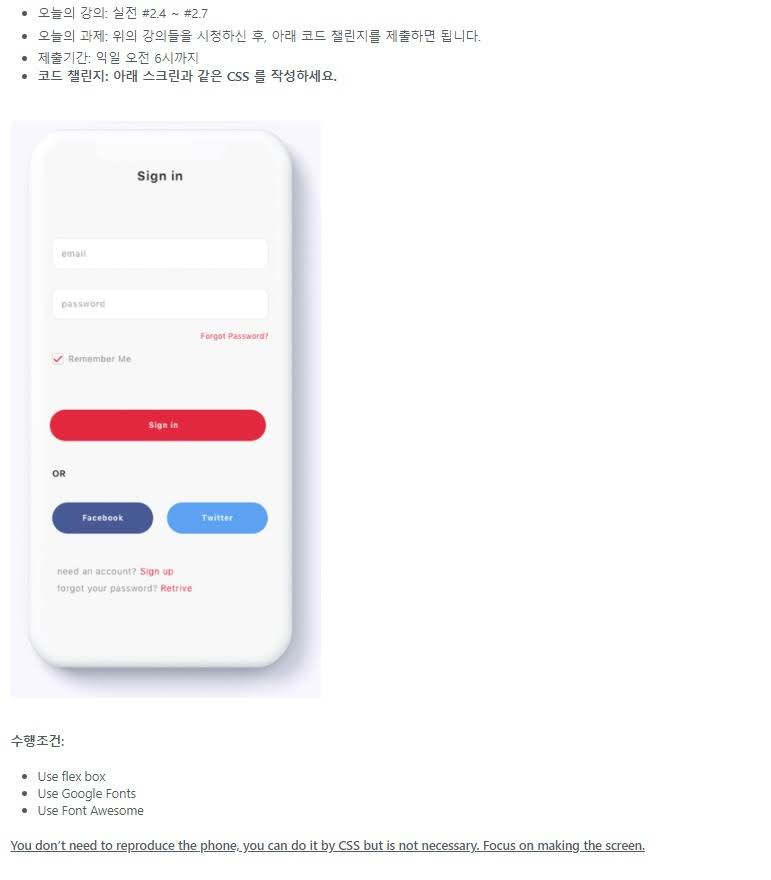 오늘의 강의: 실전 #2.4 ~ #2.7
오늘의 과제: 위의 강의들을 시청하신 후, 아래 코드 챌린지를 제출하면 됩니다.
제출기간: 익일 오전 6시까지
코드 챌린지: 아래 스크린과 같은 CSS 를 작성하세요.
Sign in
email
password
Forgot Password?
Remember Me
Sign in
OR
Facebook Twitter
need an account? Sign up
forgot your password? Retrive
수행조건:
Use flex box
Use Google Fonts
Use Font Awesome
You don't need to reproduce the phone, you can do it by CSS but is not necessary. Focus on making the screen.